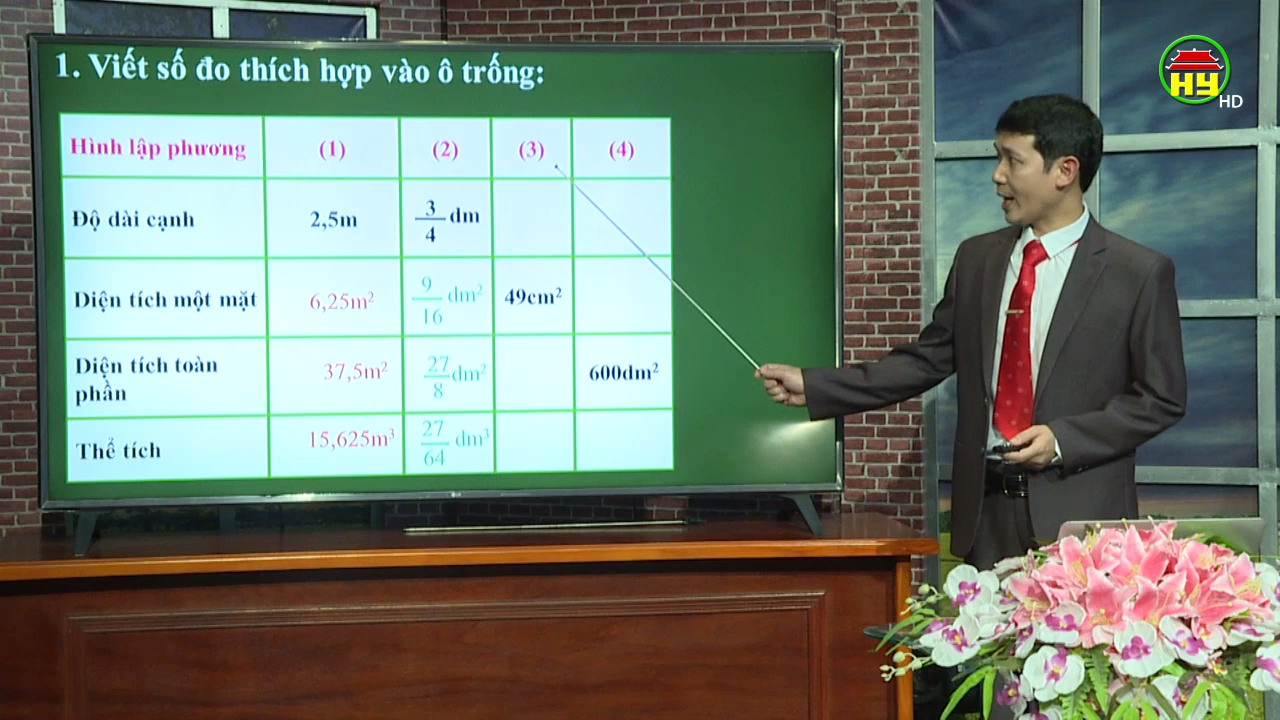 1. Viết số đo thích hợp vào ô trống:
Hình lập phương (1) (2) (3) (4)
Độ dài cạnh 2,5m 3/4 dm
Diện tích một mặt 6,25m² 9/16 dm² 49cm²
Diện tích toàn phần 37,5m² 27/8 dm² 600dm²
Thể tích 15,625m³ 27/64 dm³
HY HD
LG